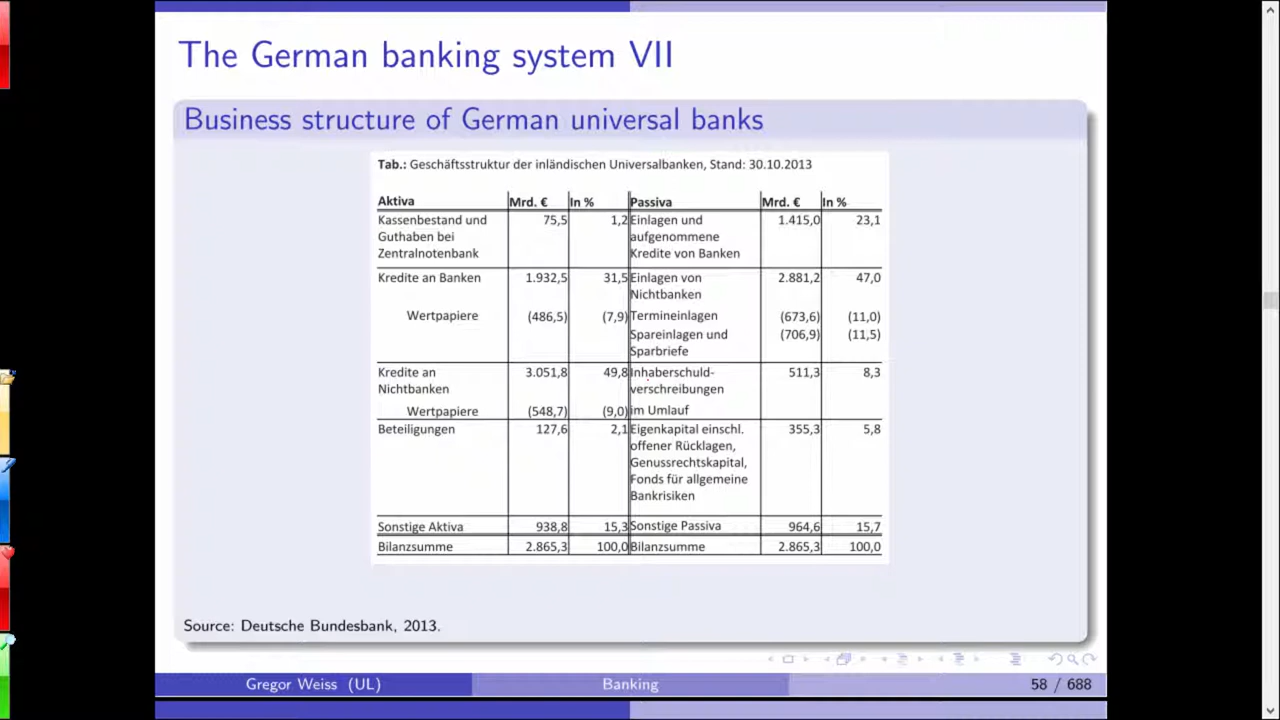 The German banking system VII
Business structure of German universal banks
Tab.: Geschäftsstruktur der inländischen Universalbanken, Stand: 30.10.2013
Aktiva Mrd. € In % Passiva Mrd. € In %
Kassenbestand und 75,5 1,2 Einlagen und 1.415,0 23,1
Guthaben bei aufgenommene
Zentralnotenbank Kredite von Banken
Kredite an Banken 1.932,5 31,5 Einlagen von 2.881,2 47,0
Nichtbanken
Wertpapiere (486,5) (7,9) Termineinlagen (673,6) (11,0)
Spareinlagen und (706,9) (11,5)
Sparbriefe
Kredite an 3.051,8 49,8 Inhaberschuld- 511,3 8,3
Nichtbanken verschreibungen
Wertpapiere (548,7) (9,0) im Umlauf
Beteiligungen 127,6 2,1 Eigenkapital einschl. 355,3 5,8
offener Rücklagen,
Genussrechtskapital,
Fonds für allgemeine
Bankrisiken
Sonstige Aktiva 938,8 15,3 Sonstige Passiva 964,6 15,7
Bilanzsumme 2.865,3 100,0 Bilanzsumme 2.865,3 100,0
Source: Deutsche Bundesbank, 2013.
Gregor Weiss (UL) Banking 58 / 688